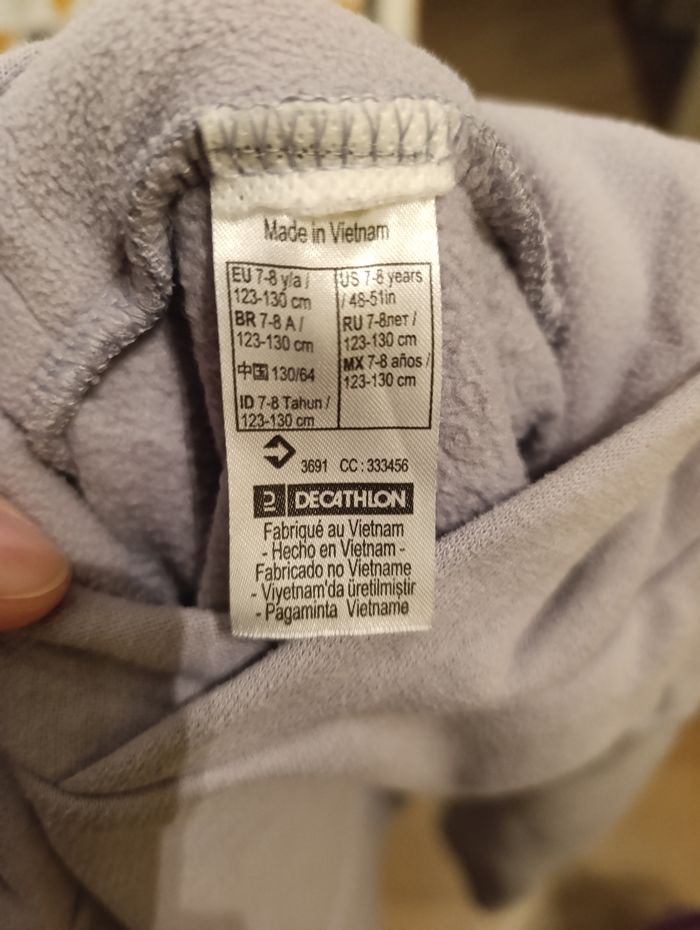 Made in Vietnam
EU 7-8 y/a /
123-130 cm
BR 7-8 A /
123-130 cm
中国 130/64
ID 7-8 Tahun /
123-130 cm
US 7-8 years
/ 48-51in
RU 7-8лет /
123-130 cm
MX 7-8 años /
123-130 cm
3691 CC : 333456
DECATHLON
Fabriqué au Vietnam
- Hecho en Vietnam -
Fabricado no Vietname
- Viyetnam'da üretilmiştir
- Pagaminta Vietname